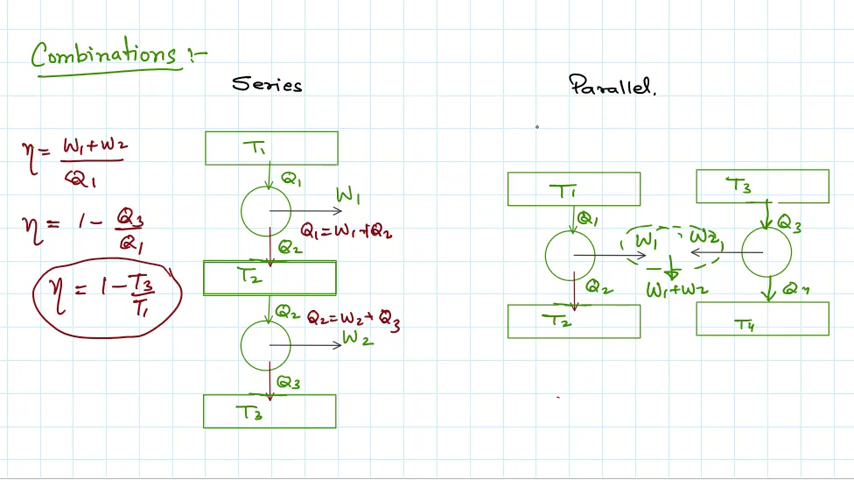 Combinations :-
Series
η = W₁+W₂ / Q₁
η = 1 - Q₃/Q₁
η = 1 - T₃/T₁
T₁
Q₁
W₁
Q₁=W₁+Q₂
Q₂
T₂
Q₂ Q₂=W₂+Q₃
W₂
Q₃
T₃
Parallel.
T₁
Q₁
W₁
Q₂
T₂
W₁+W₂
T₃
Q₃
W₂
Q₄
T₄